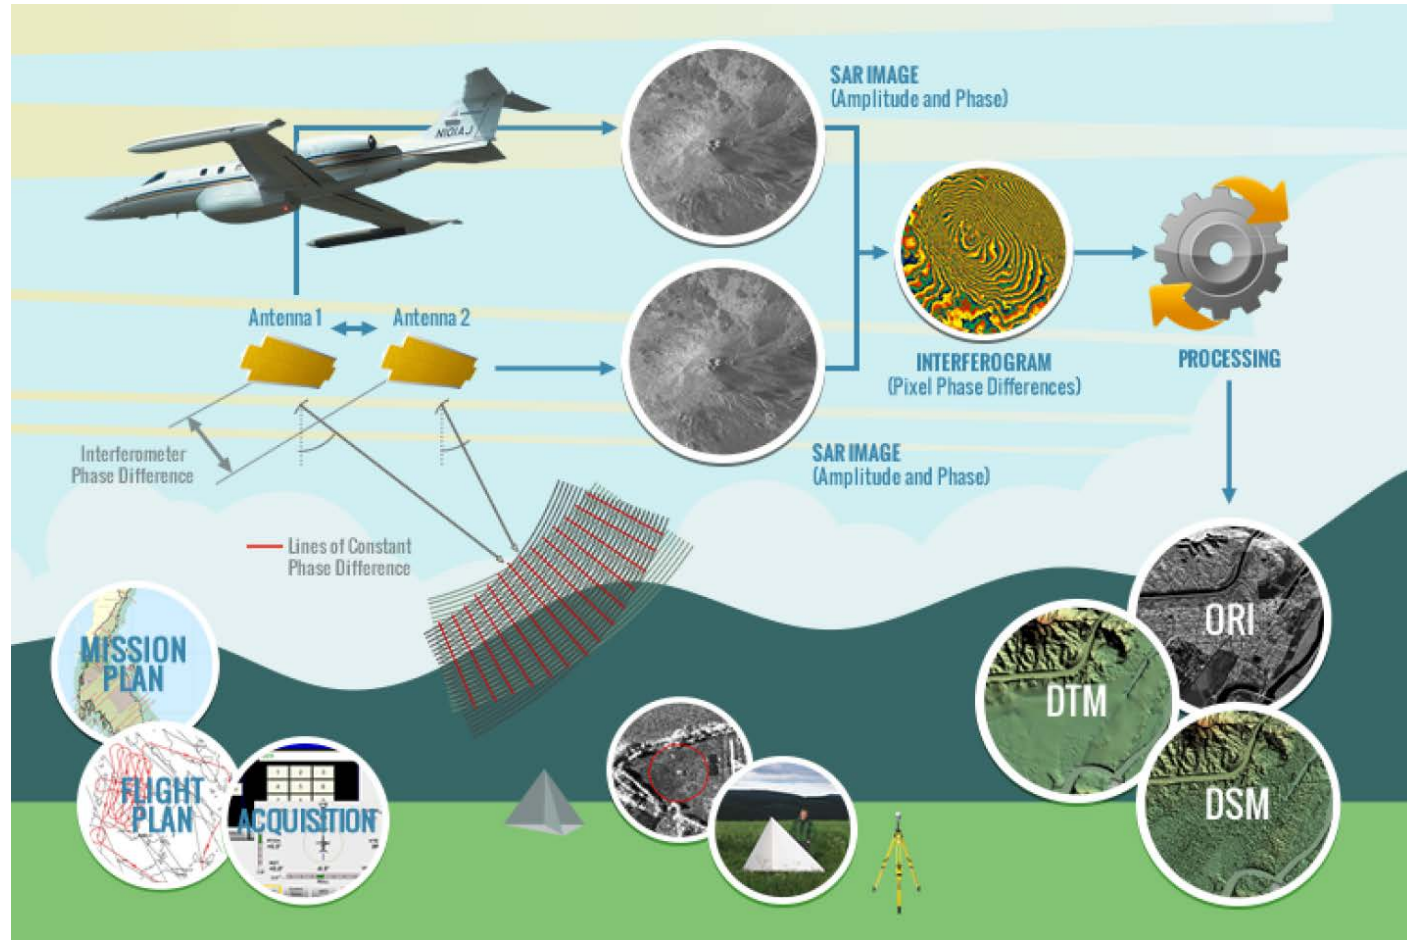 SAR IMAGE
(Amplitude and Phase)
N101AJ
Antenna 1
Antenna 2
INTERFEROGRAM
(Pixel Phase Differences)
PROCESSING
Interferometer
Phase Difference
SAR IMAGE
(Amplitude and Phase)
Lines of Constant
Phase Difference
MISSION
PLAN
FLIGHT
PLAN
ACQUISITION
ORI
DTM
DSM